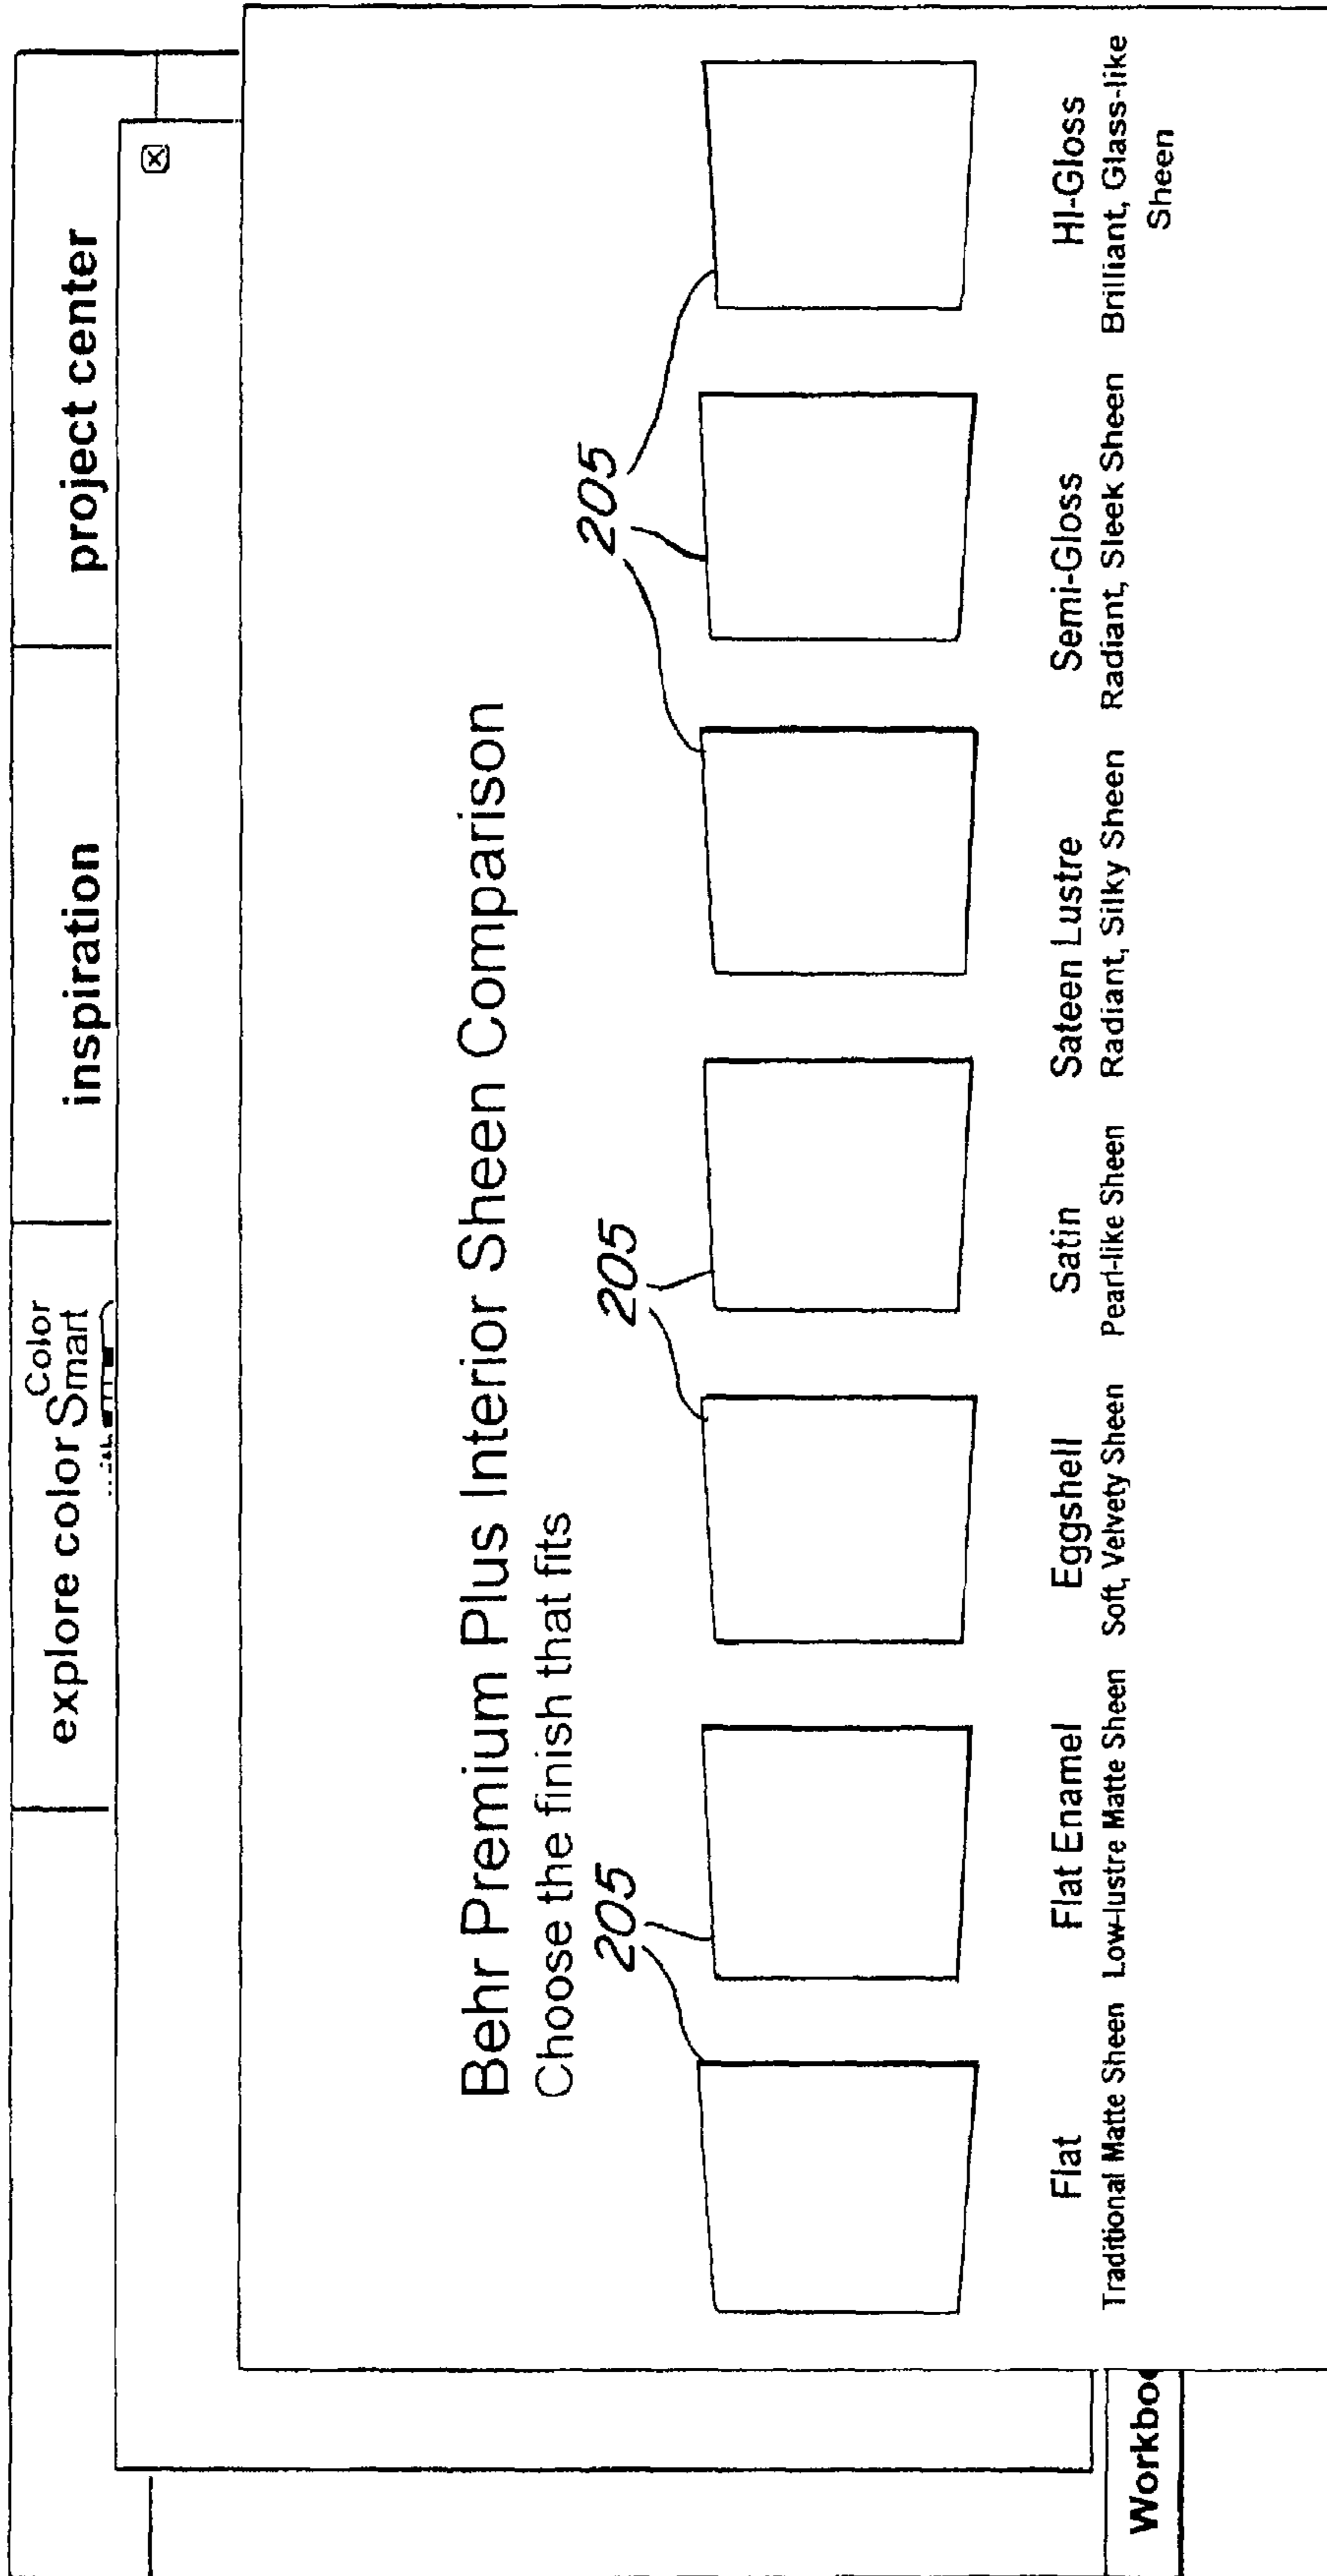 Color
explore color Smart
inspiration
project center
Behr Premium Plus Interior Sheen Comparison
Choose the finish that fits
205
205
205
Flat
Traditional Matte Sheen
Flat Enamel
Low-lustre Matte Sheen
Eggshell
Soft, Velvety Sheen
Satin
Pearl-like Sheen
Sateen Lustre
Radiant, Silky Sheen
Semi-Gloss
Radiant, Sleek Sheen
HI-Gloss
Brilliant, Glass-like
Sheen